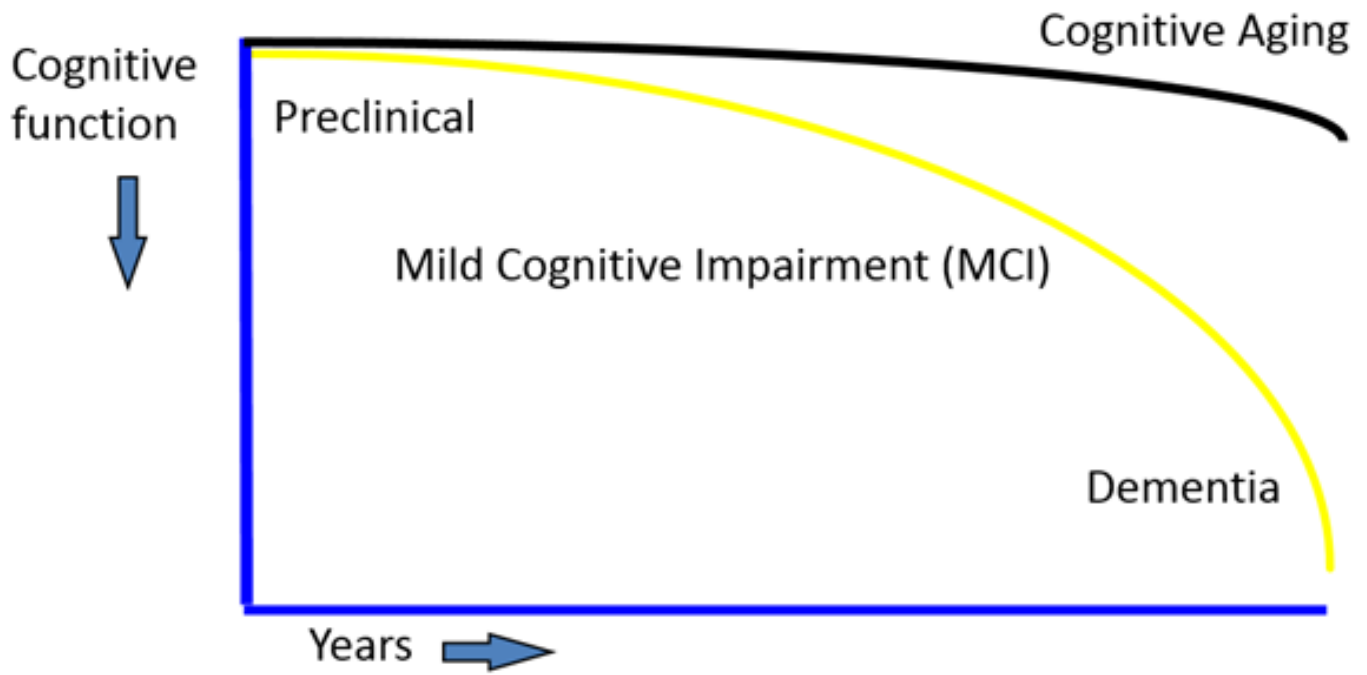 Cognitive Aging
Cognitive
function
Preclinical
Mild Cognitive Impairment (MCI)
Dementia
Years